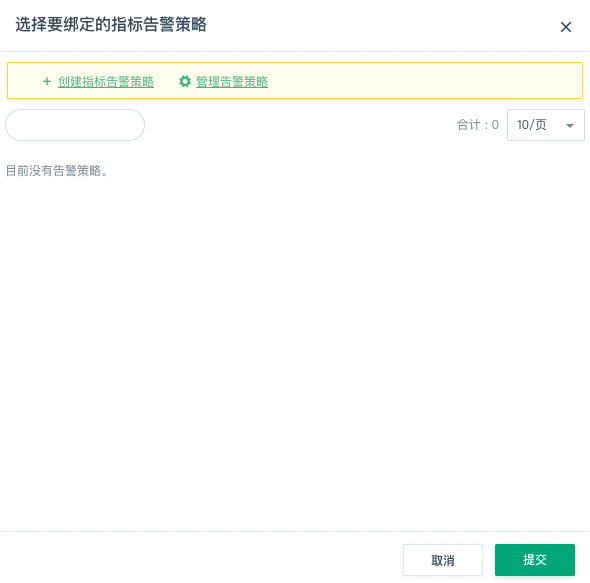 选择要绑定的指标告警策略
+ 创建指标告警策略 管理告警策略
合计：0 10/页
目前没有告警策略。
取消 提交